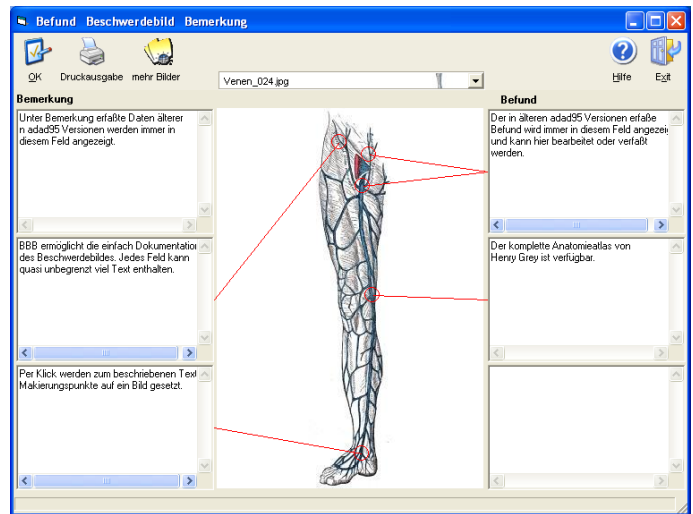 Befund Beschwerdebild Bemerkung
OK Druckausgabe mehr Bilder Hilfe Exit
Venen_024.jpg
Bemerkung
Befund
Unter Bemerkung erfaßte Daten älterer
n adad95 Versionen werden immer in
diesem Feld angezeigt.
Der in älteren adad95 Versionen erfaße
Befund wird immer in diesem Feld angezei
und kann hier bearbeitet oder verfaßt
werden.
BBB ermöglicht die einfach Dokumentation
des Beschwerdebildes. Jedes Feld kann
quasi unbegrenzt viel Text enthalten.
Der komplette Anatomieatlas von
Henry Grey ist verfügbar.
Per Klick werden zum beschriebenen Text
Makierungspunkte auf ein Bild gesetzt.